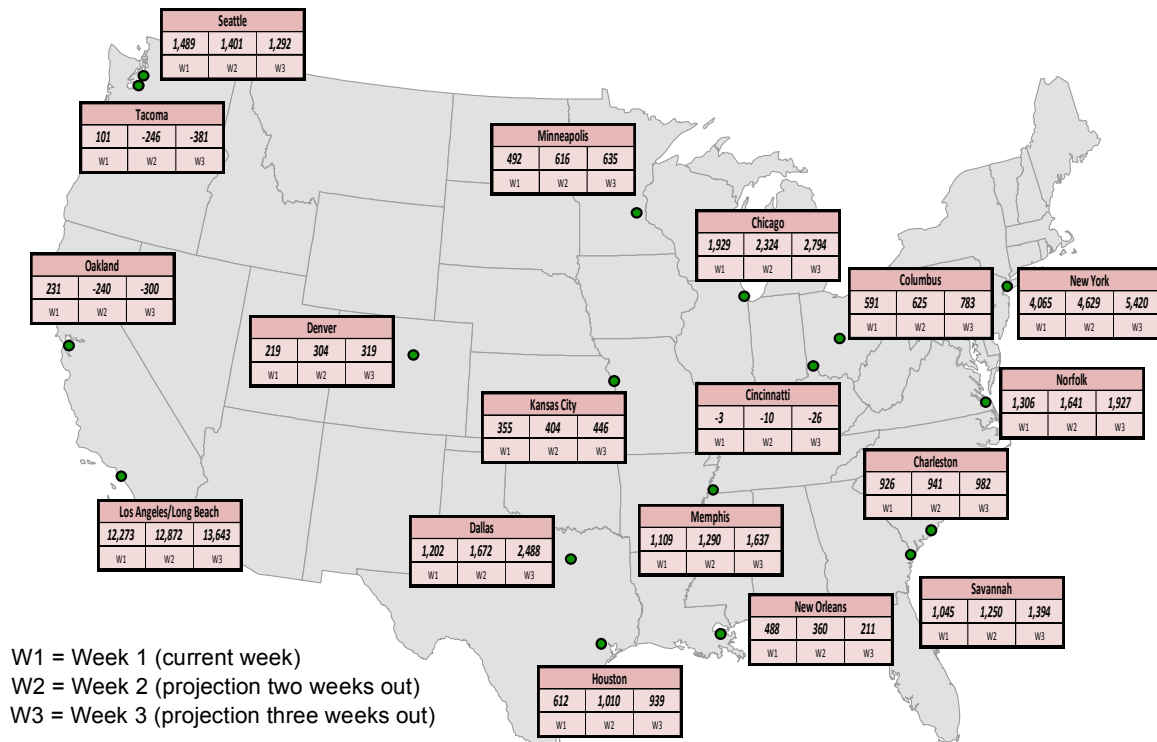 Seattle
1,489 1,401 1,292
W1 W2 W3
Tacoma
101 -246 -381
W1 W2 W3
Minneapolis
492 616 635
W1 W2 W3
Chicago
1,929 2,324 2,794
W1 W2 W3
Oakland
231 -240 -300
W1 W2 W3
Columbus
591 625 783
W1 W2 W3
New York
4,065 4,629 5,420
W1 W2 W3
Denver
219 304 319
W1 W2 W3
Norfolk
1,306 1,641 1,927
W1 W2 W3
Kansas City
355 404 446
W1 W2 W3
Cincinnatti
-3 -10 -26
W1 W2 W3
Charleston
926 941 982
W1 W2 W3
Los Angeles/Long Beach
12,273 12,872 13,643
W1 W2 W3
Dallas
1,202 1,672 2,488
W1 W2 W3
Memphis
1,109 1,290 1,637
W1 W2 W3
Savannah
1,045 1,250 1,394
W1 W2 W3
New Orleans
488 360 211
W1 W2 W3
Houston
612 1,010 939
W1 W2 W3
W1 = Week 1 (current week)
W2 = Week 2 (projection two weeks out)
W3 = Week 3 (projection three weeks out)